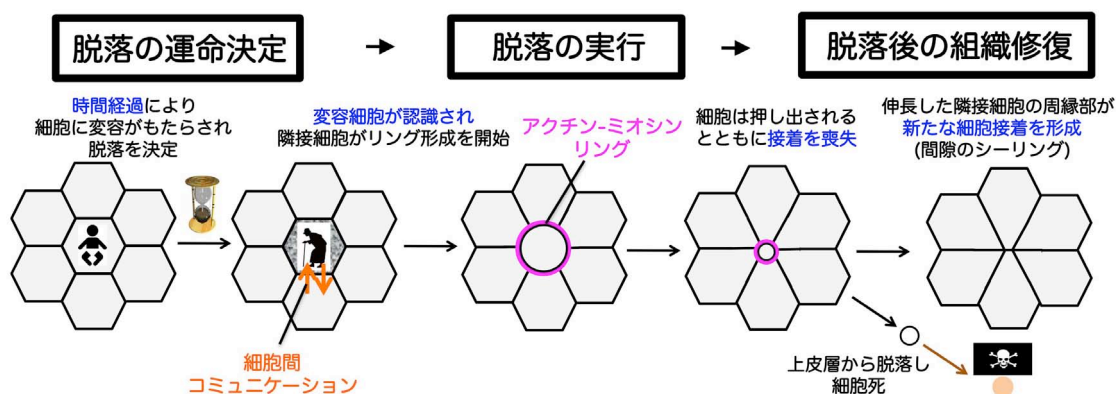 脱落の運命決定
脱落の実行
脱落後の組織修復
時間経過により
細胞に変容がもたらされ
脱落を決定
変容細胞が認識され
隣接細胞がリング形成を開始
アクチン-ミオシン
リング
細胞は押し出される
とともに接着を喪失
伸長した隣接細胞の周縁部が
新たな細胞接着を形成
(間隙のシーリング)
細胞間
コミュニケーション
上皮層から脱落し
細胞死